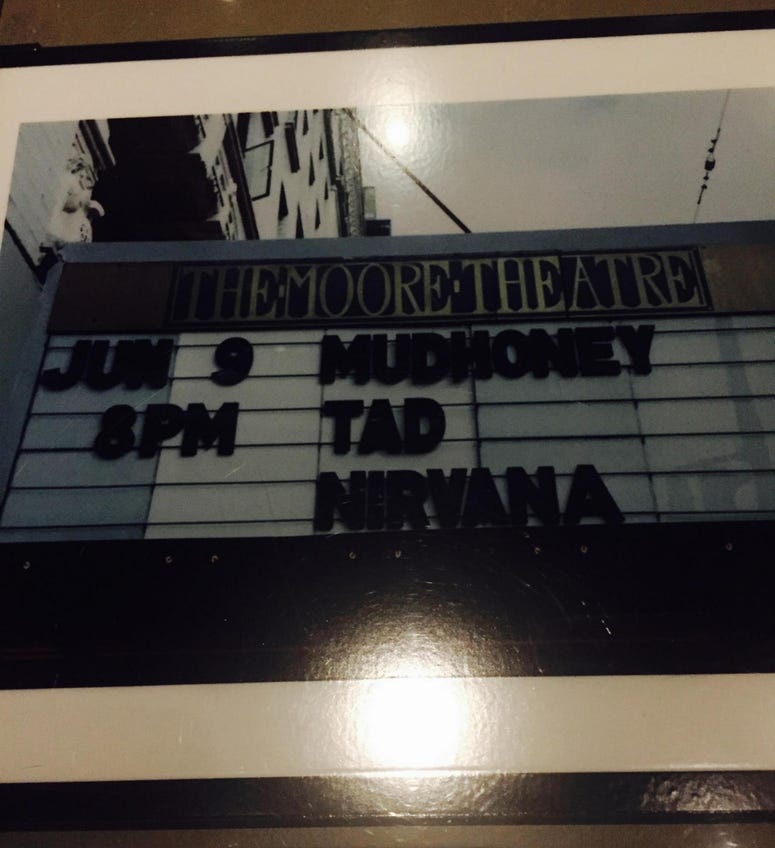 THE·MOORE·THEATRE
JUN 9 MUDHONEY
8PM TAD
NIRVANA